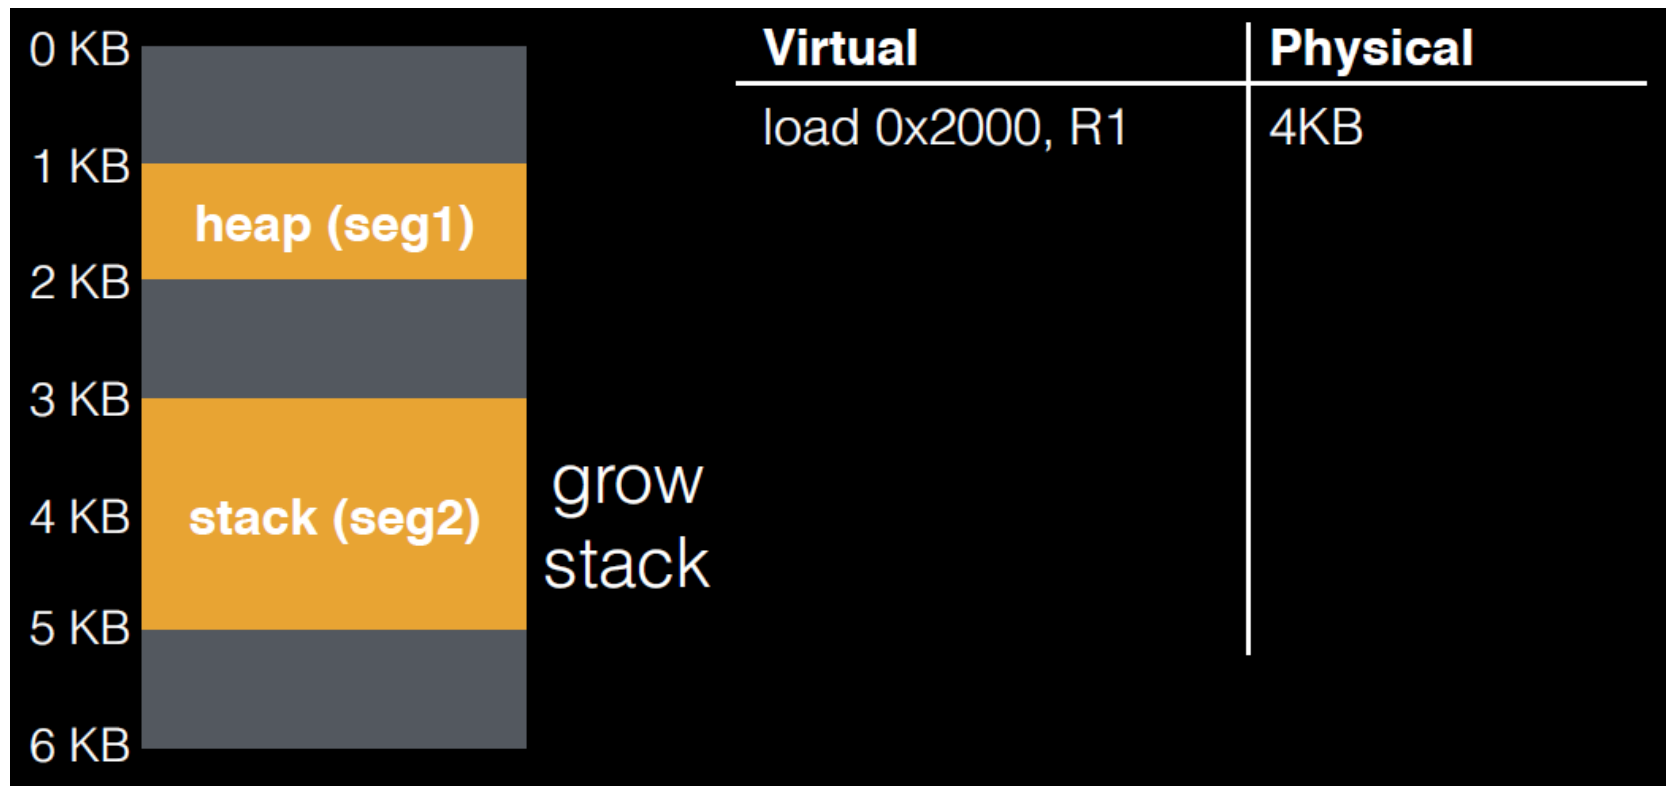 0 KB
1 KB
heap (seg1)
2 KB
3 KB
4 KB
stack (seg2)
5 KB
6 KB
grow
stack
Virtual Physical
load 0x2000, R1 4KB